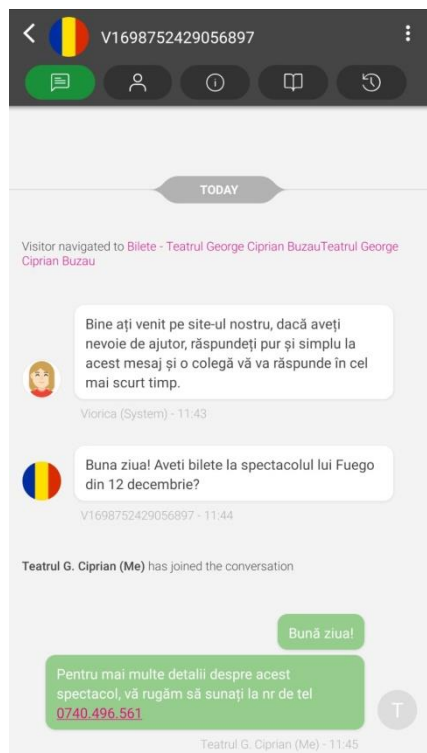 V1698752429056897
TODAY
Visitor navigated to Bilete - Teatrul George Ciprian BuzauTeatrul George
Ciprian Buzau
Bine ați venit pe site-ul nostru, dacă aveți
nevoie de ajutor, răspundeți pur și simplu la
acest mesaj și o colegă vă va răspunde în cel
mai scurt timp.
Viorica (System) - 11:43
Buna ziua! Aveti bilete la spectacolul lui Fuego
din 12 decembrie?
V1698752429056897 - 11:44
Teatrul G. Ciprian (Me) has joined the conversation
Bună ziua!
Pentru mai multe detalii despre acest
spectacol, vă rugăm să sunați la nr de tel
0740.496.561
T
Teatrul G. Ciprian (Me) - 11:45